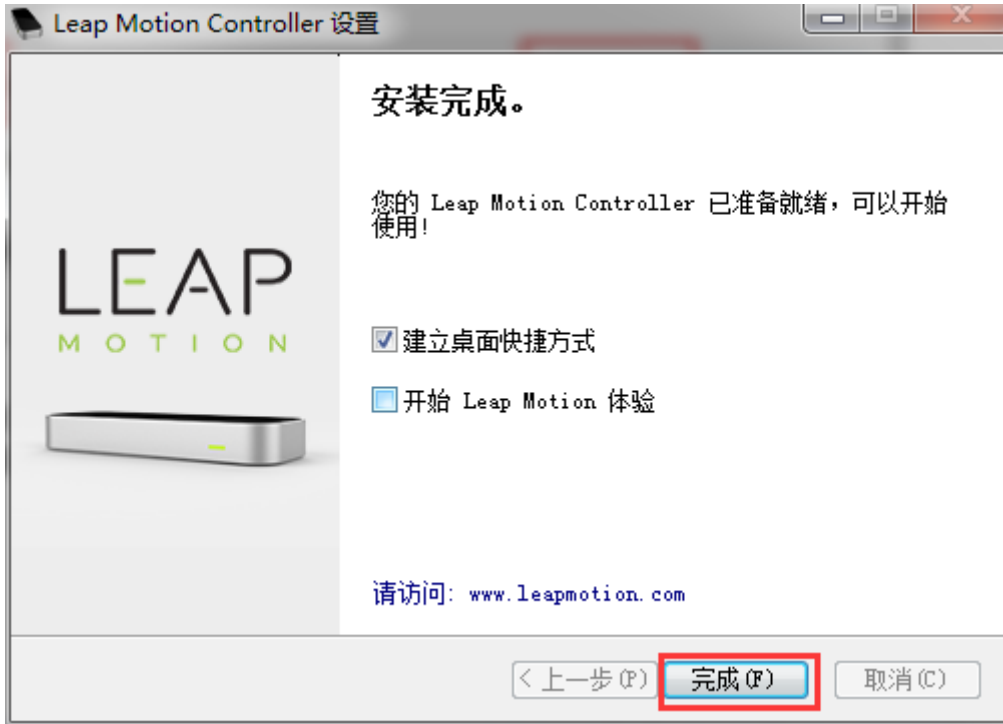 Leap Motion Controller 设置
安装完成。
您的 Leap Motion Controller 已准备就绪，可以开始
使用!
LEAP
MOTION
建立桌面快捷方式
开始 Leap Motion 体验
请访问: www.leapmotion.com
< 上一步(P) 完成(F) 取消(C)